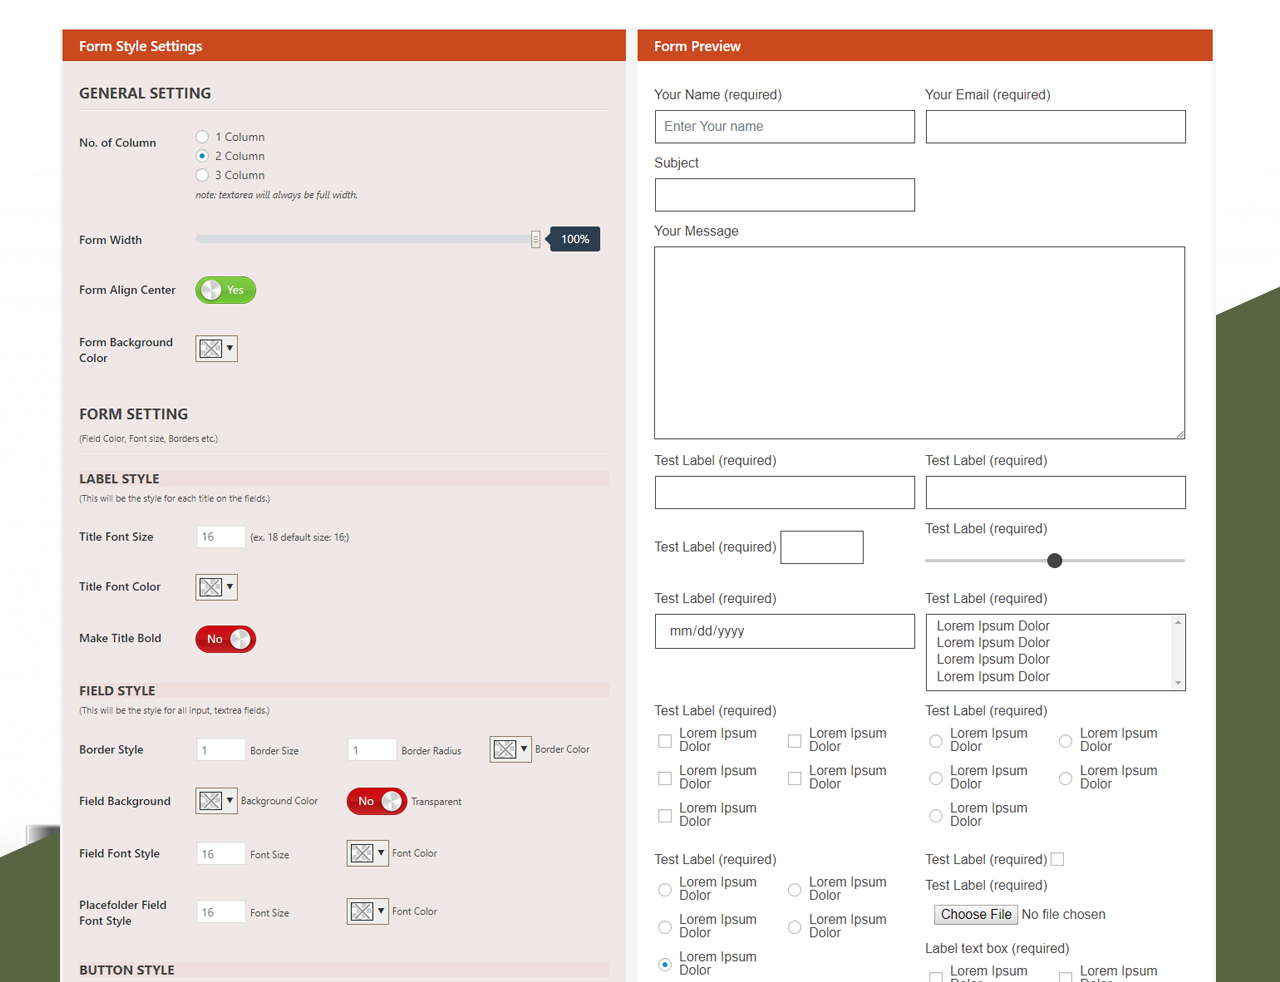 Form Style Settings
GENERAL SETTING
No. of Column
1 Column
2 Column
3 Column
note: textarea will always be full width.
Form Width
100%
Form Align Center
Yes
Form Background
Color
FORM SETTING
(Field Color, Font size, Borders etc.)
LABEL STYLE
(This will be the style for each title on the fields.)
Title Font Size
16
(ex. 18 default size: 16;)
Title Font Color
Make Title Bold
No
FIELD STYLE
(This will be the style for all input, textrea fields.)
Border Style
1
Border Size
1
Border Radius
Border Color
Field Background
Background Color
No
Transparent
Field Font Style
16
Font Size
Font Color
Placefolder Field
Font Style
16
Font Size
Font Color
BUTTON STYLE
Form Preview
Your Name (required)
Your Email (required)
Enter Your name
Subject
Your Message
Test Label (required)
Test Label (required)
Test Label (required)
Test Label (required)
Test Label (required)
Test Label (required)
mm/dd/yyyy
Lorem Ipsum Dolor
Lorem Ipsum Dolor
Lorem Ipsum Dolor
Lorem Ipsum Dolor
Test Label (required)
Lorem Ipsum
Dolor
Lorem Ipsum
Dolor
Lorem Ipsum
Dolor
Lorem Ipsum
Dolor
Lorem Ipsum
Dolor
Test Label (required)
Lorem Ipsum
Dolor
Lorem Ipsum
Dolor
Lorem Ipsum
Dolor
Lorem Ipsum
Dolor
Lorem Ipsum
Dolor
Test Label (required)
Lorem Ipsum
Dolor
Lorem Ipsum
Dolor
Lorem Ipsum
Dolor
Lorem Ipsum
Dolor
Lorem Ipsum
Dolor
Test Label (required)
Test Label (required)
Choose File No file chosen
Label text box (required)
Lorem Ipsum
Lorem Ipsum